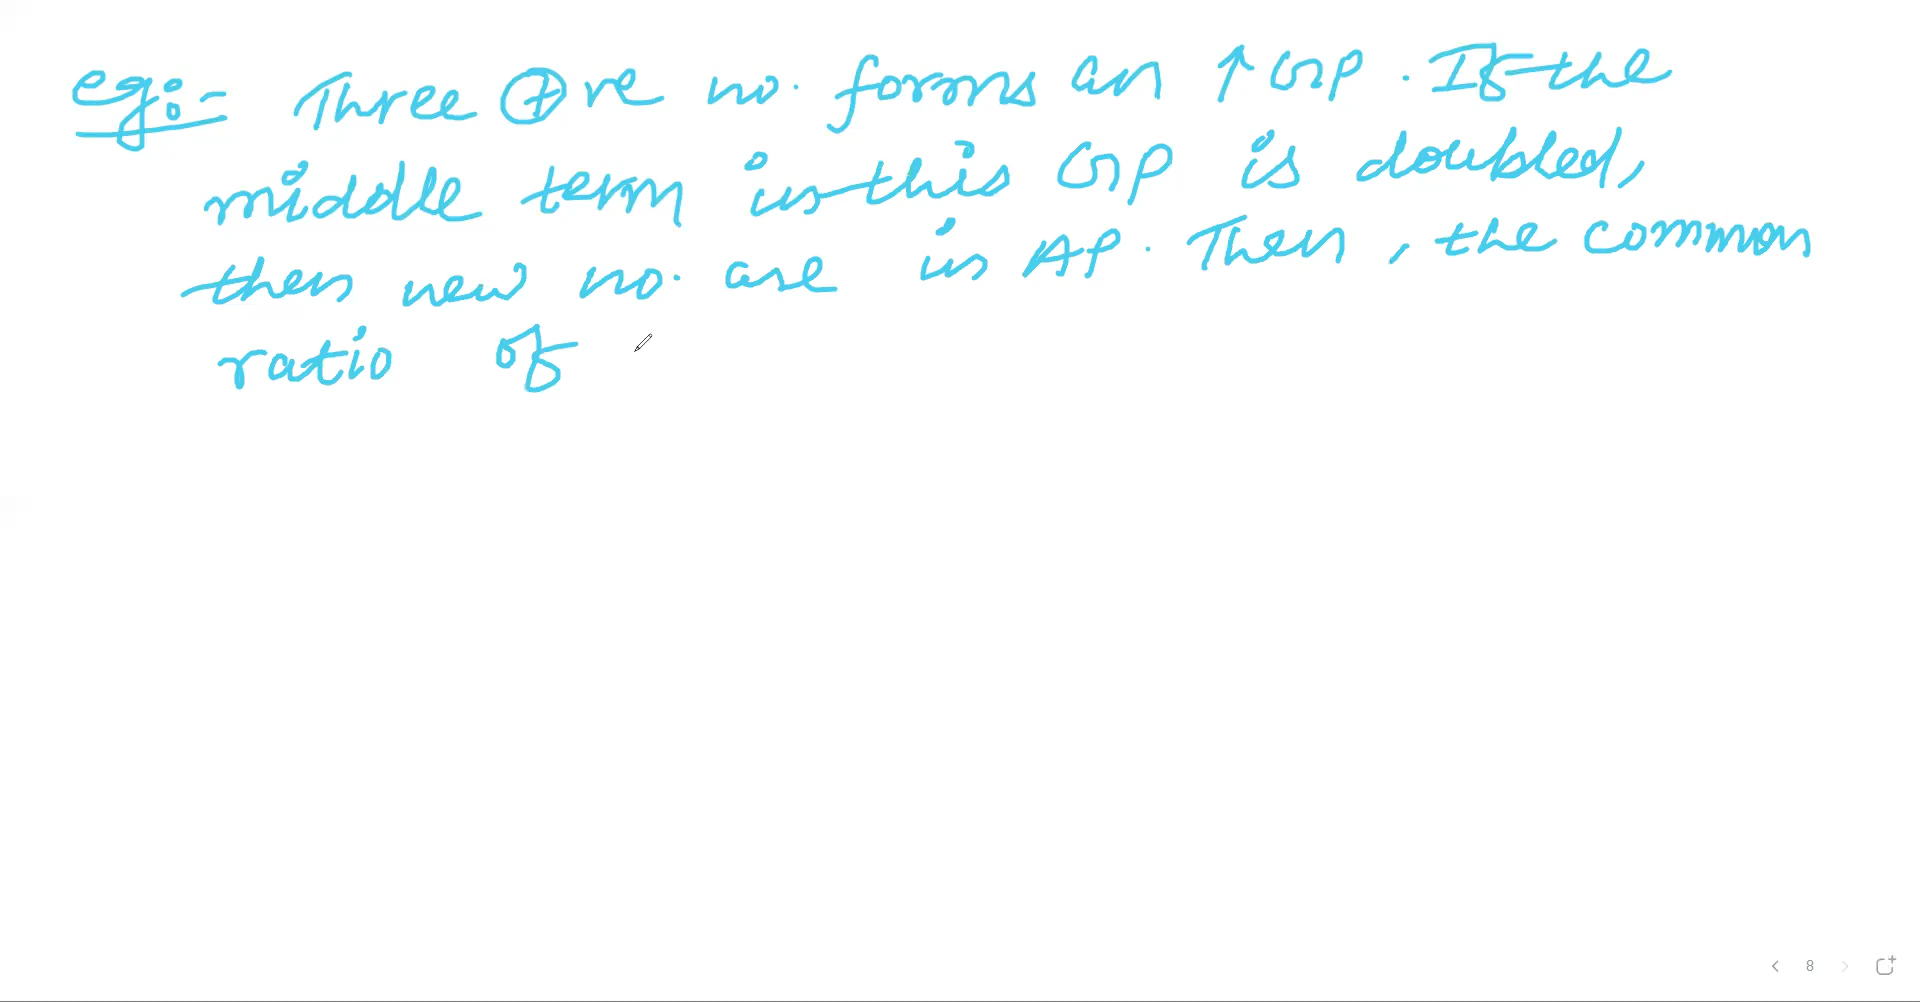 eg:- Three ⊕ve no. forms an ↑ GP. If the
middle term in this GP is doubled,
then new no. are in AP. Then, the common
ratio of
8